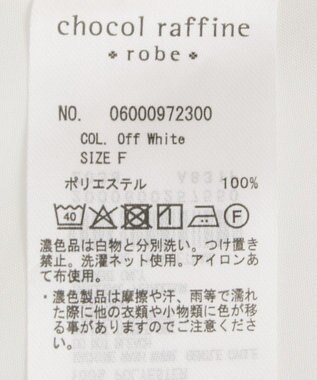 chocol raffine
robe
NO. 06000972300
COL. Off White
SIZE F
ポリエステル 100%
40 F
濃色品は白物と分別洗い。つけ置き
禁止。洗濯ネット使用。アイロンあ
て布使用。
・濃色製品は摩擦や汗、雨等で濡れ
た際に他の衣類や小物類に色が移
る事がありますのでご注意くださ
い。